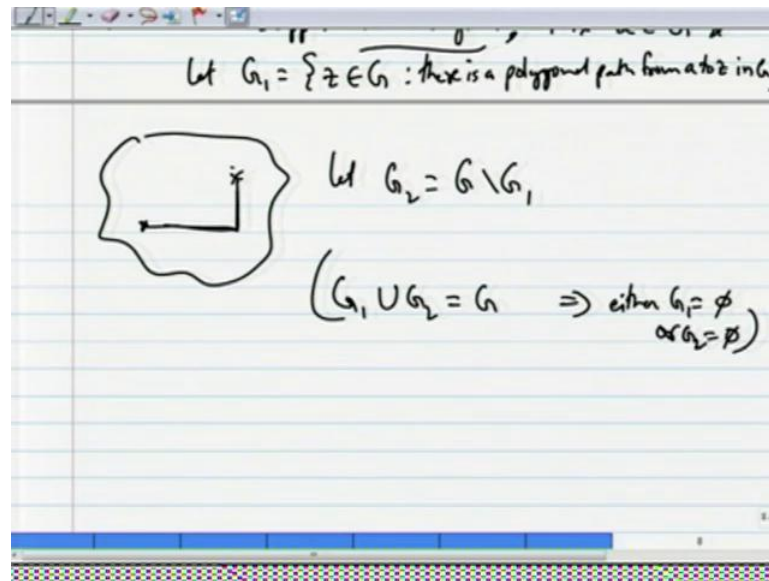 Let G₁ = {z ∈ G : there is a polygonal path from a to z in G
Let G₂ = G \ G₁
(G₁ ∪ G₂ = G ⇒ either G₁ = ∅
or G₂ = ∅)